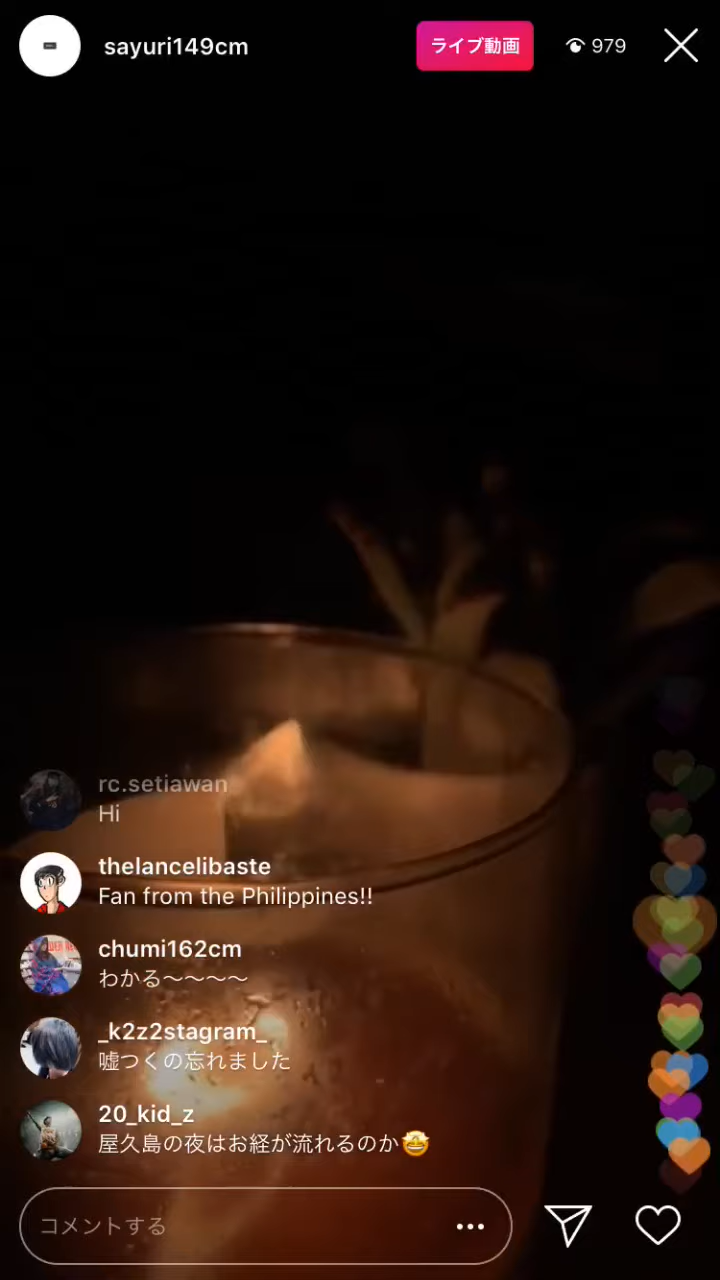 sayuri149cm
ライブ動画
979
rc.setiawan
Hi
thelancelibaste
Fan from the Philippines!!
chumi162cm
わかる〜〜〜〜
_k2z2stagram_
嘘つくの忘れました
20_kid_z
屋久島の夜はお経が流れるのか🤩
コメントする